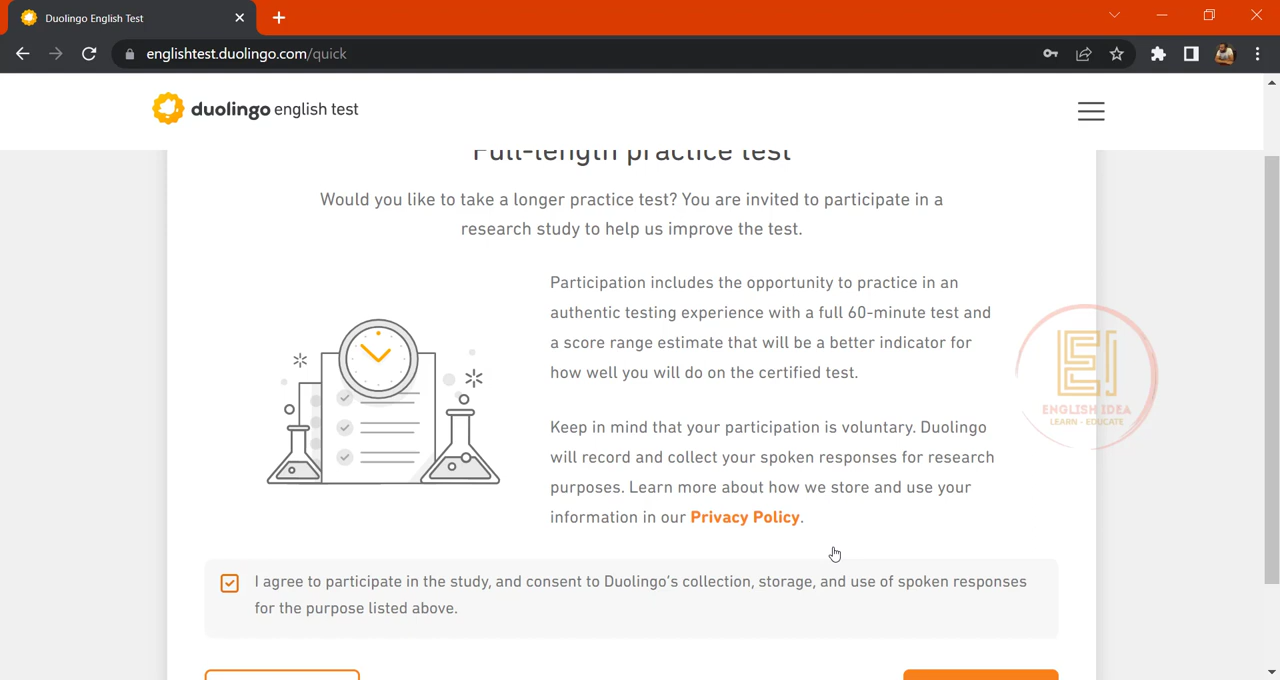 Duolingo English Test
englishtest.duolingo.com/quick
duolingo english test
Full-length practice test
Would you like to take a longer practice test? You are invited to participate in a
research study to help us improve the test.
Participation includes the opportunity to practice in an
authentic testing experience with a full 60-minute test and
a score range estimate that will be a better indicator for
how well you will do on the certified test.
Keep in mind that your participation is voluntary. Duolingo
will record and collect your spoken responses for research
purposes. Learn more about how we store and use your
information in our Privacy Policy.
EI
ENGLISH IDEA
LEARN - EDUCATE
I agree to participate in the study, and consent to Duolingo's collection, storage, and use of spoken responses
for the purpose listed above.